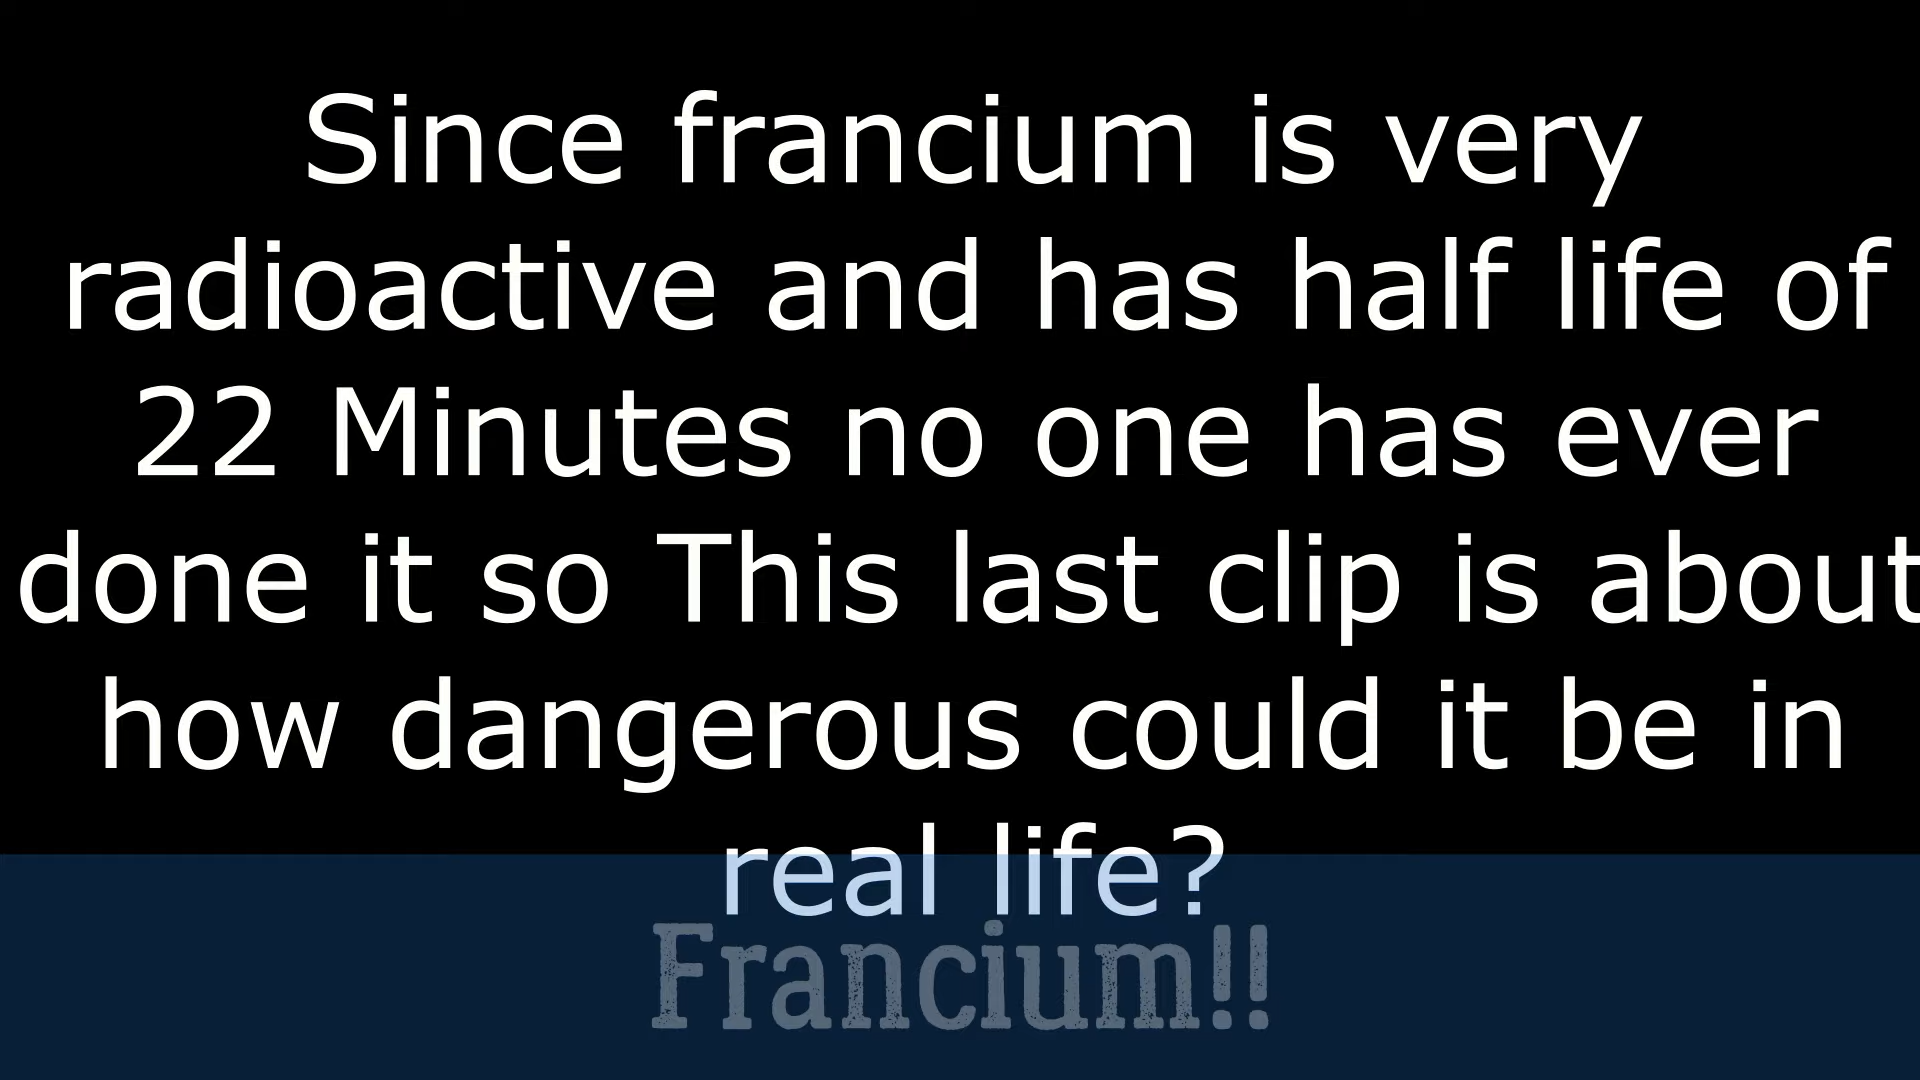 Since francium is very
radioactive and has half life of
22 Minutes no one has ever
done it so This last clip is about
how dangerous could it be in
real life?
Francium!!